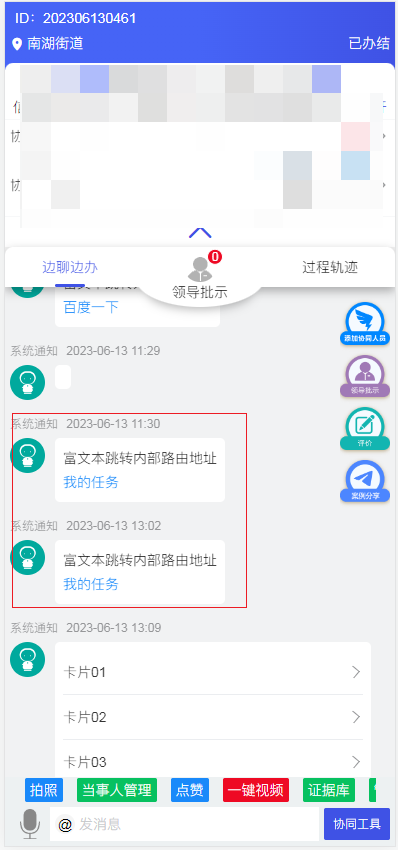 ID：202306130461
南湖街道
已办结
协
协
边聊边办
0
领导批示
过程轨迹
百度一下
系统通知 2023-06-13 11:29
添加协同人员
领导批示
系统通知 2023-06-13 11:30
富文本跳转内部路由地址
我的任务
评价
案例分享
系统通知 2023-06-13 13:02
富文本跳转内部路由地址
我的任务
系统通知 2023-06-13 13:09
卡片01
卡片02
卡片03
拍照 当事人管理 点赞 一键视频 证据库
@ 发消息
协同工具